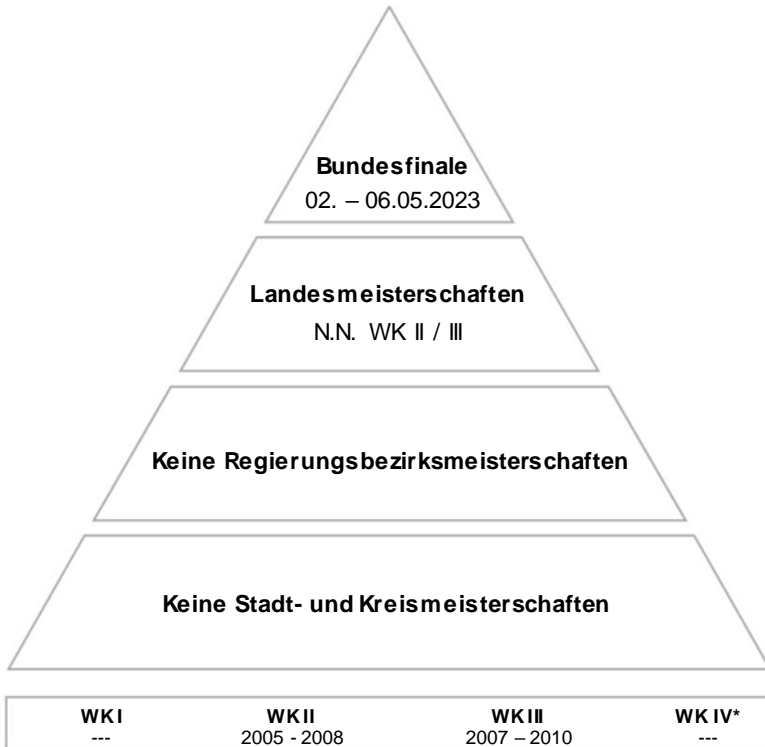 Bundesfinale
02. – 06.05.2023
Landesmeisterschaften
N.N. WK II / III
Keine Regierungsbezirksmeisterschaften
Keine Stadt- und Kreismeisterschaften
WK I WK II WK III WK IV*
--- 2005 - 2008 2007 – 2010 ---